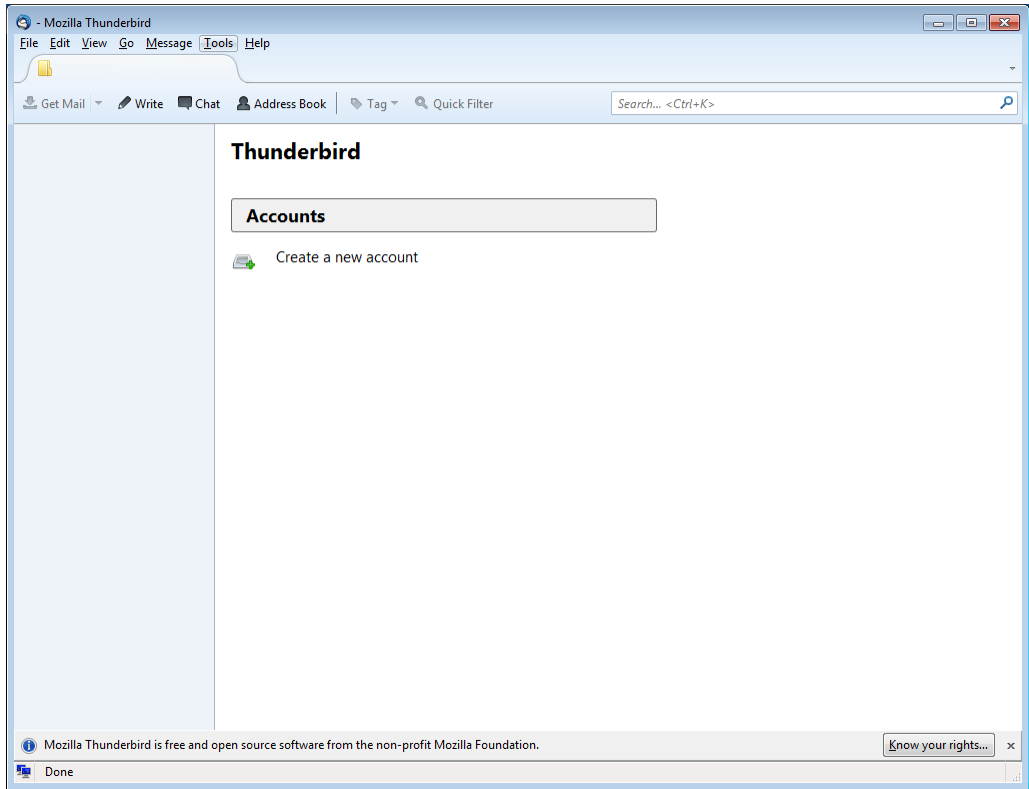 - Mozilla Thunderbird
File Edit View Go Message Tools Help
Get Mail Write Chat Address Book Tag Quick Filter Search... <Ctrl+K>
Thunderbird
Accounts
Create a new account
Mozilla Thunderbird is free and open source software from the non-profit Mozilla Foundation. Know your rights...
Done